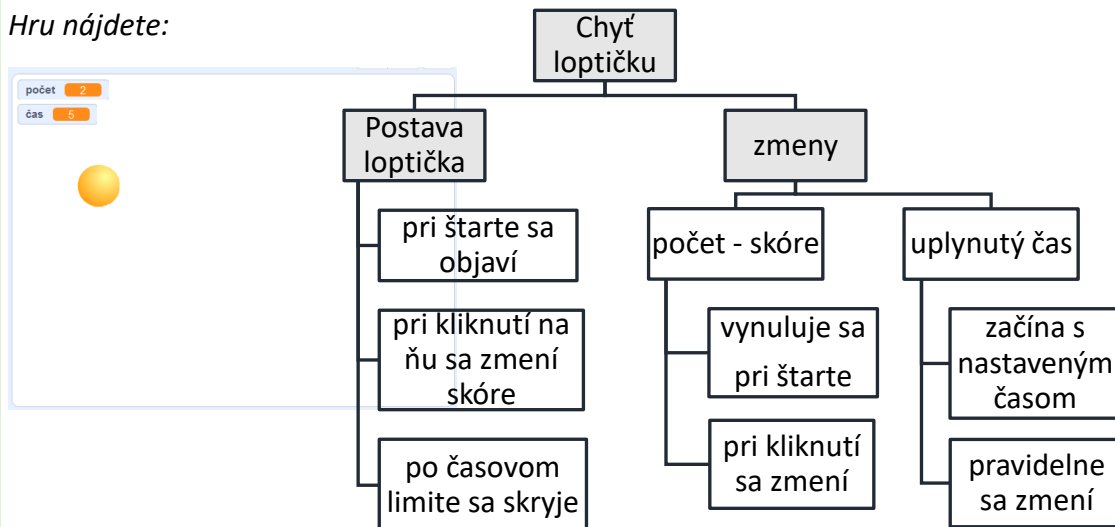 Hru nájdete:
počet 2
čas 5
Chyť
loptičku
Postava
loptička
pri štarte sa
objaví
pri kliknutí na
ňu sa zmení
skóre
po časovom
limite sa skryje
zmeny
počet - skóre
vynuluje sa
pri štarte
pri kliknutí
sa zmení
uplynutý čas
začína s
nastaveným
časom
pravidelne
sa zmení